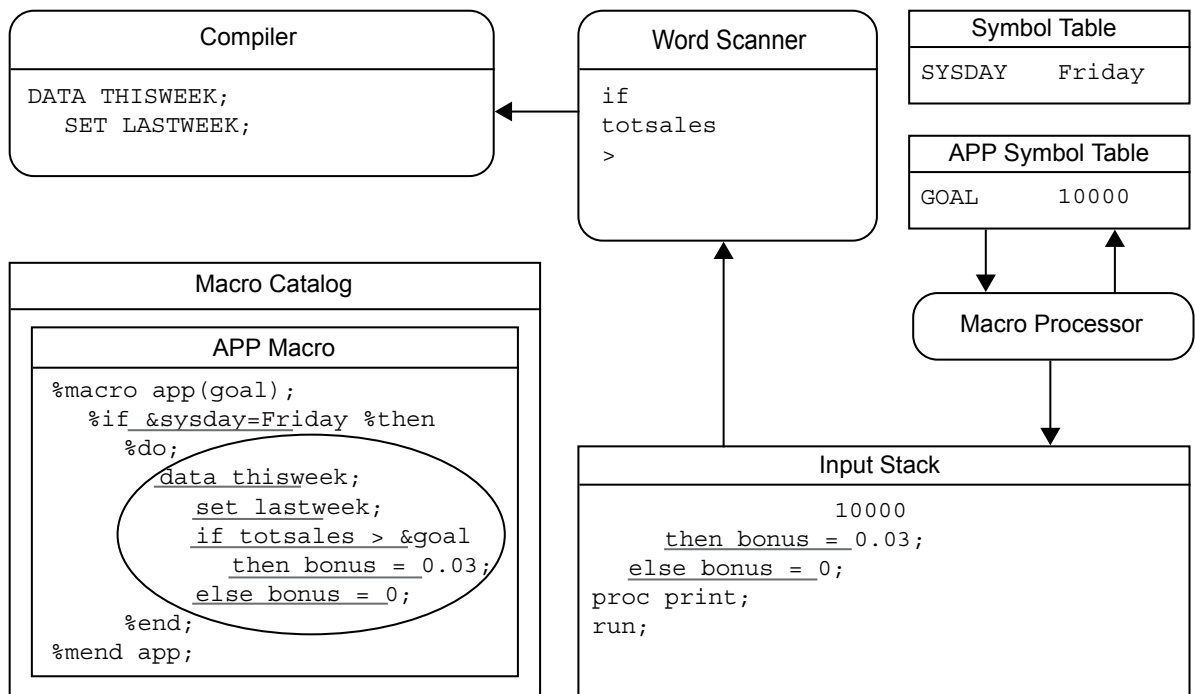 Compiler
DATA THISWEEK;
SET LASTWEEK;
Word Scanner
if
totsales
>
Symbol Table
SYSDAY Friday
APP Symbol Table
GOAL 10000
Macro Processor
Macro Catalog
APP Macro
%macro app(goal);
%if &sysday=Friday %then
%do;
data thisweek;
set lastweek;
if totsales > &goal
then bonus = 0.03;
else bonus = 0;
%end;
%mend app;
Input Stack
10000
then bonus = 0.03;
else bonus = 0;
proc print;
run;